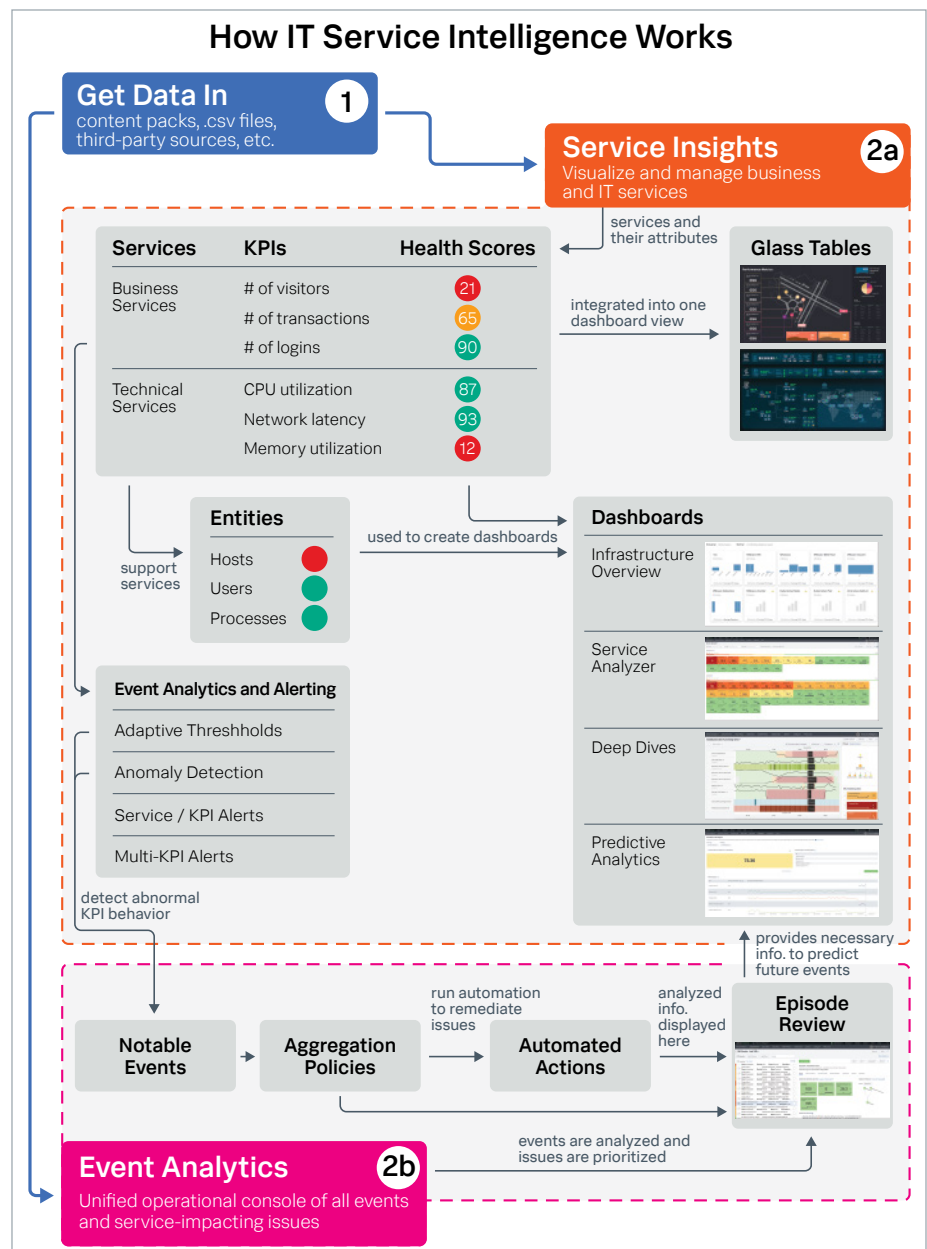 How IT Service Intelligence Works
Get Data In
1
content packs, .csv files,
third-party sources, etc.
Service Insights
2a
Visualize and manage business
and IT services
services and
their attributes
Services KPIs Health Scores
Business
Services
# of visitors 21
# of transactions 65
# of logins 90
Technical
Services
CPU utilization 87
Network latency 93
Memory utilization 12
integrated into one
dashboard view
Glass Tables
support
services
Entities
Hosts
Users
Processes
used to create dashboards
Dashboards
Infrastructure
Overview
Service
Analyzer
Deep Dives
Predictive
Analytics
Event Analytics and Alerting
Adaptive Threshholds
Anomaly Detection
Service / KPI Alerts
Multi-KPI Alerts
detect abnormal
KPI behavior
provides necessary
info. to predict
future events
Notable
Events
Aggregation
Policies
run automation
to remediate
issues
Automated
Actions
analyzed
info.
displayed
here
Episode
Review
events are analyzed and
issues are prioritized
Event Analytics
2b
Unified operational console of all events
and service-impacting issues